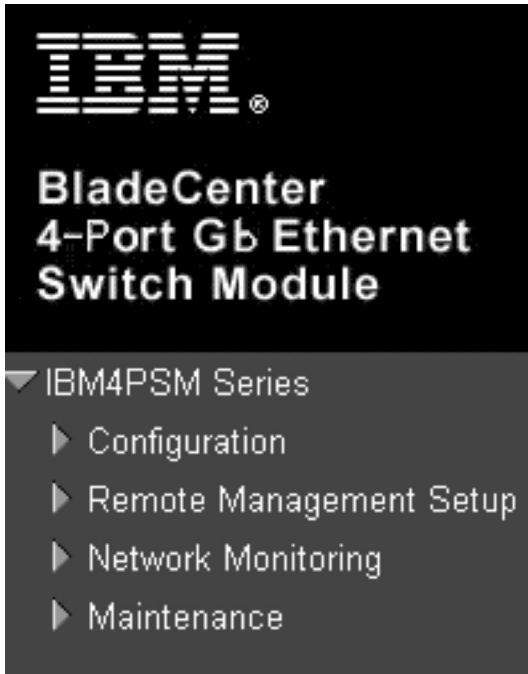 IBM®
BladeCenter
4-Port Gb Ethernet
Switch Module
IBM4PSM Series
Configuration
Remote Management Setup
Network Monitoring
Maintenance